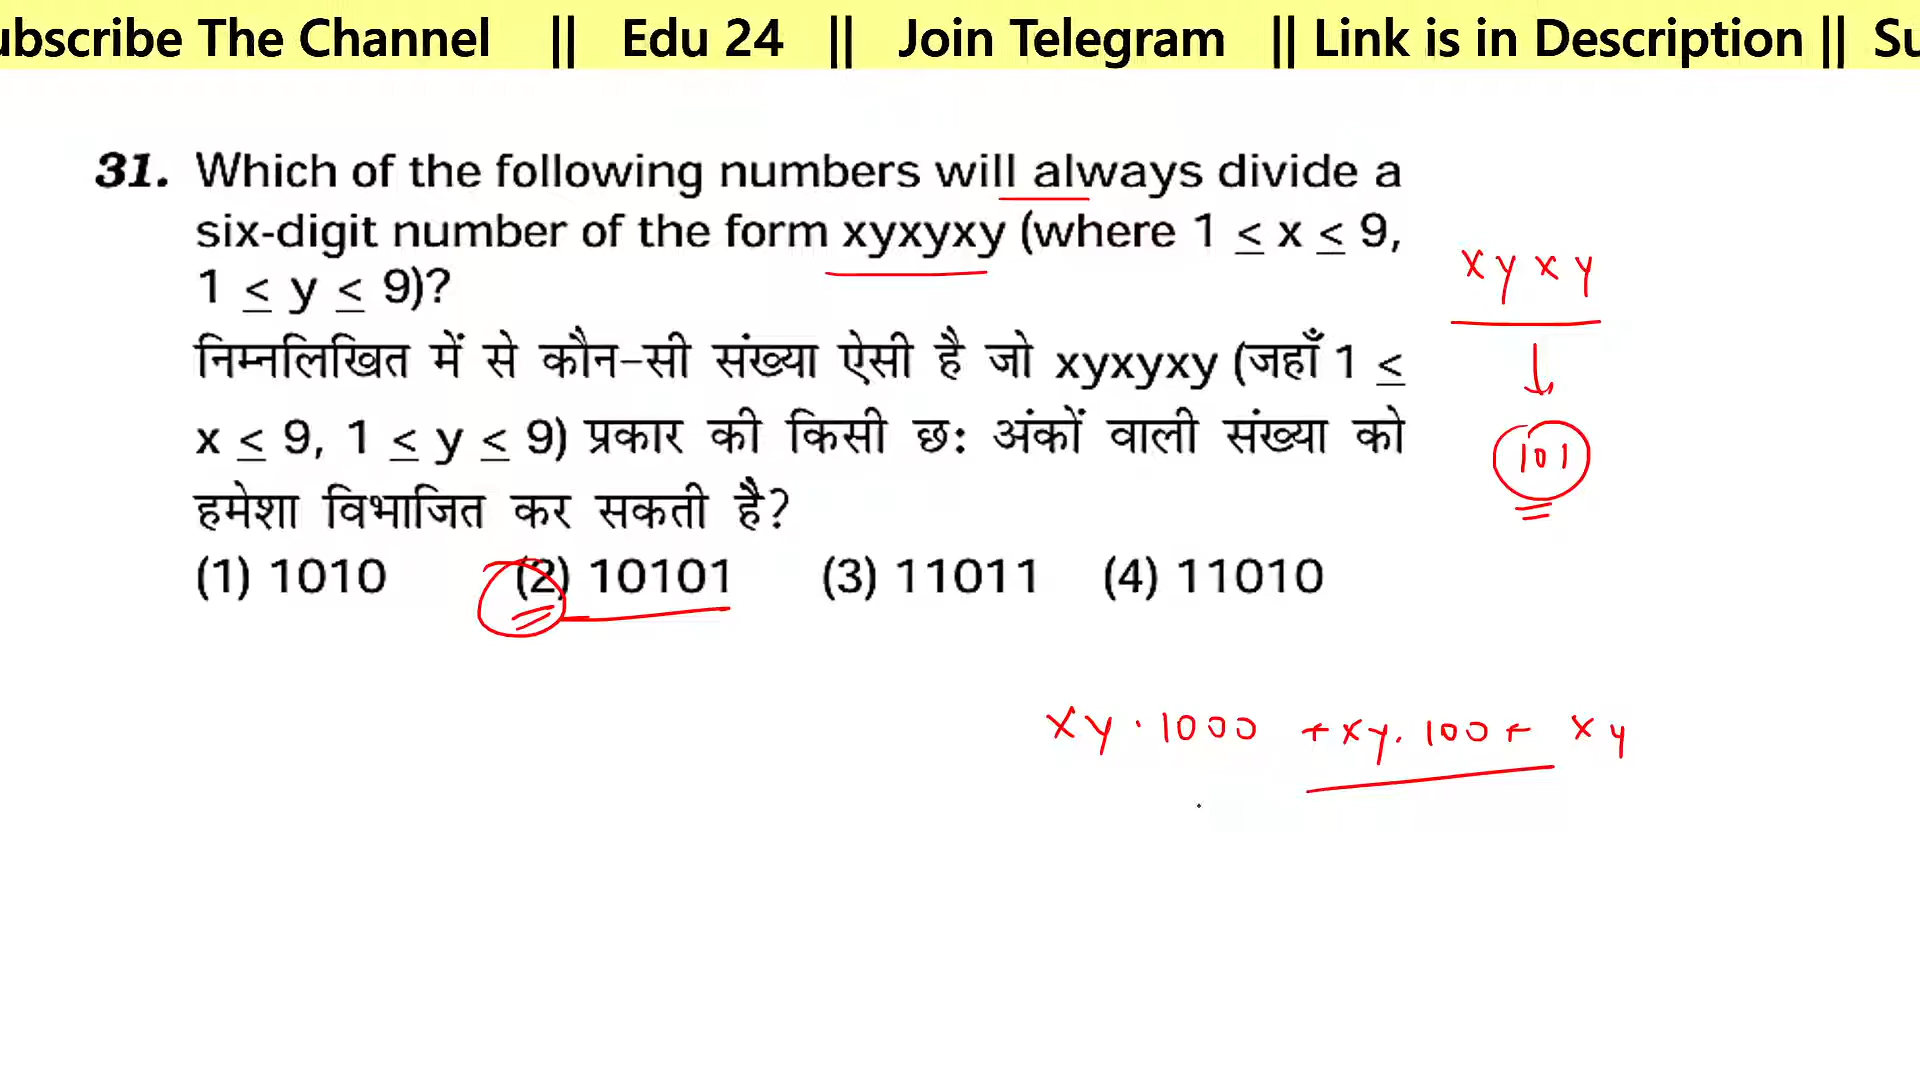 ubscribe The Channel || Edu 24 || Join Telegram || Link is in Description || Su
31. Which of the following numbers will always divide a
six-digit number of the form xyxyxy (where 1 ≤ x ≤ 9,
1 ≤ y ≤ 9)?
निम्नलिखित में से कौन-सी संख्या ऐसी है जो xyxyxy (जहाँ 1 ≤
x ≤ 9, 1 ≤ y ≤ 9) प्रकार की किसी छः अंकों वाली संख्या को
हमेशा विभाजित कर सकती है?
(1) 1010 (2) 10101 (3) 11011 (4) 11010
xyxy
101
xy · 1000 + xy · 100 + xy